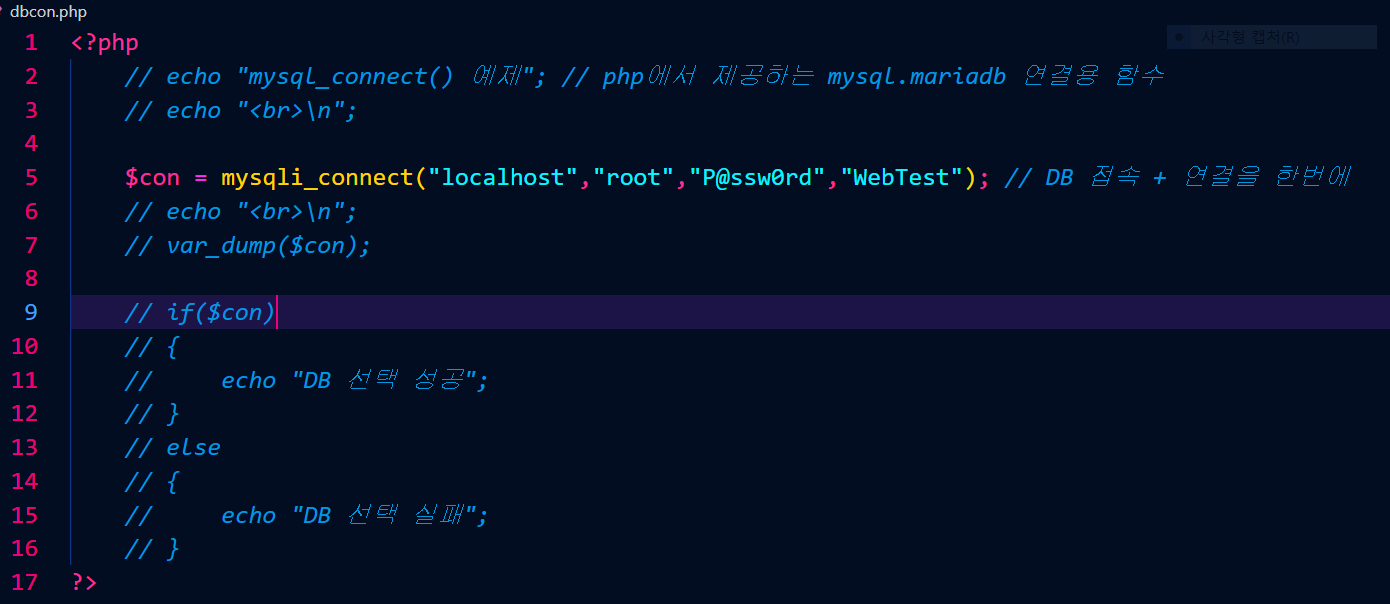 dbcon.php
사각형 캡처(R)
1 <?php
2 // echo "mysql_connect() 예제"; // php에서 제공하는 mysql.mariadb 연결용 함수
3 // echo "<br>\n";
4
5 $con = mysqli_connect("localhost","root","P@ssw0rd","WebTest"); // DB 접속 + 연결을 한번에
6 // echo "<br>\n";
7 // var_dump($con);
8
9 // if($con)
10 // {
11 //     echo "DB 선택 성공";
12 // }
13 // else
14 // {
15 //     echo "DB 선택 실패";
16 // }
17 ?>